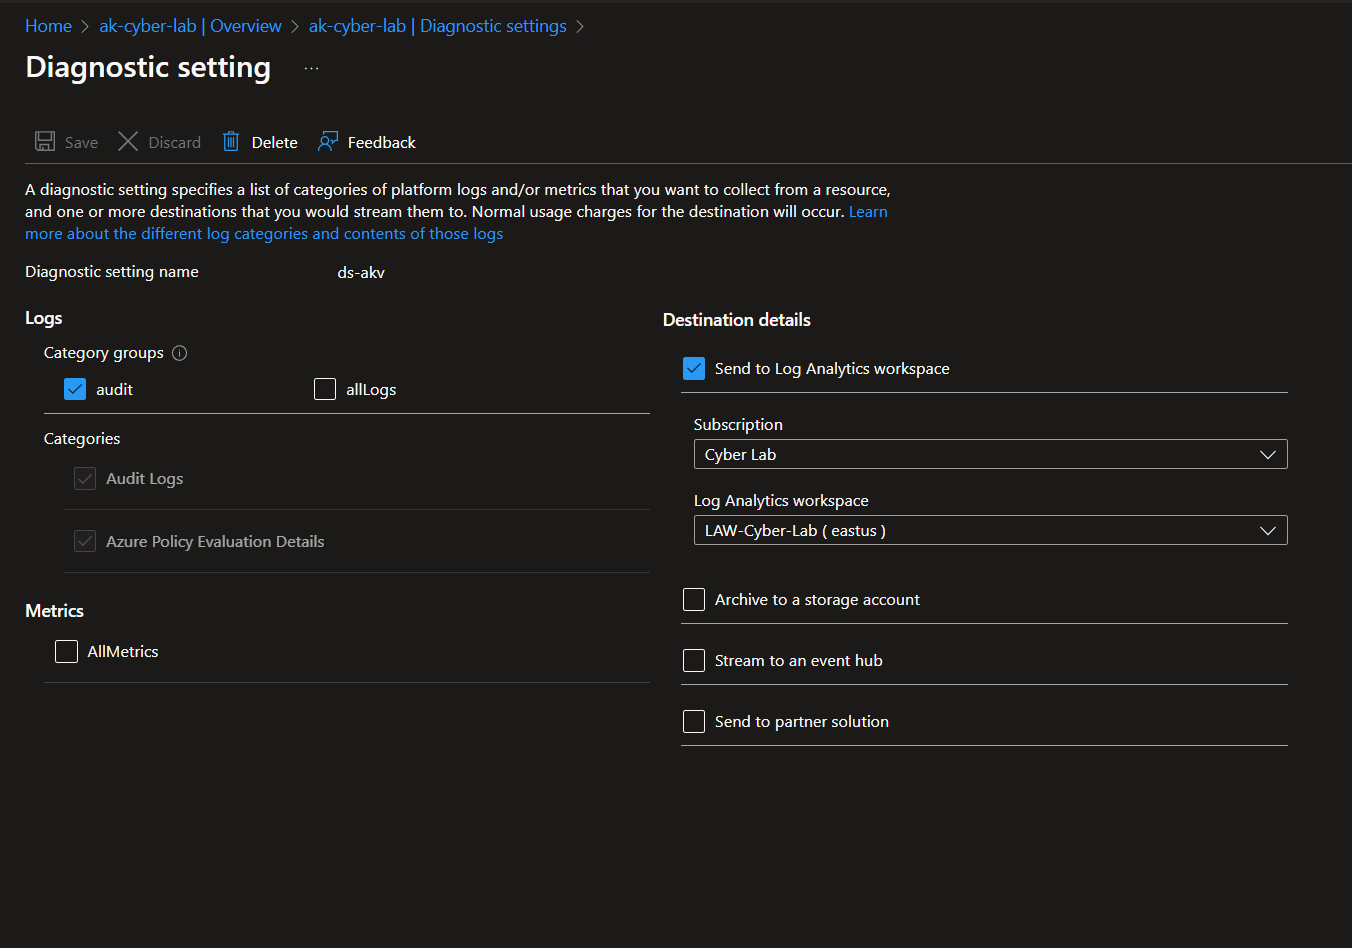 Home > ak-cyber-lab | Overview > ak-cyber-lab | Diagnostic settings >
Diagnostic setting ...
Save Discard Delete Feedback
A diagnostic setting specifies a list of categories of platform logs and/or metrics that you want to collect from a resource,
and one or more destinations that you would stream them to. Normal usage charges for the destination will occur. Learn
more about the different log categories and contents of those logs
Diagnostic setting name ds-akv
Logs
Category groups
audit allLogs
Categories
Audit Logs
Azure Policy Evaluation Details
Metrics
AllMetrics
Destination details
Send to Log Analytics workspace
Subscription
Cyber Lab
Log Analytics workspace
LAW-Cyber-Lab ( eastus )
Archive to a storage account
Stream to an event hub
Send to partner solution